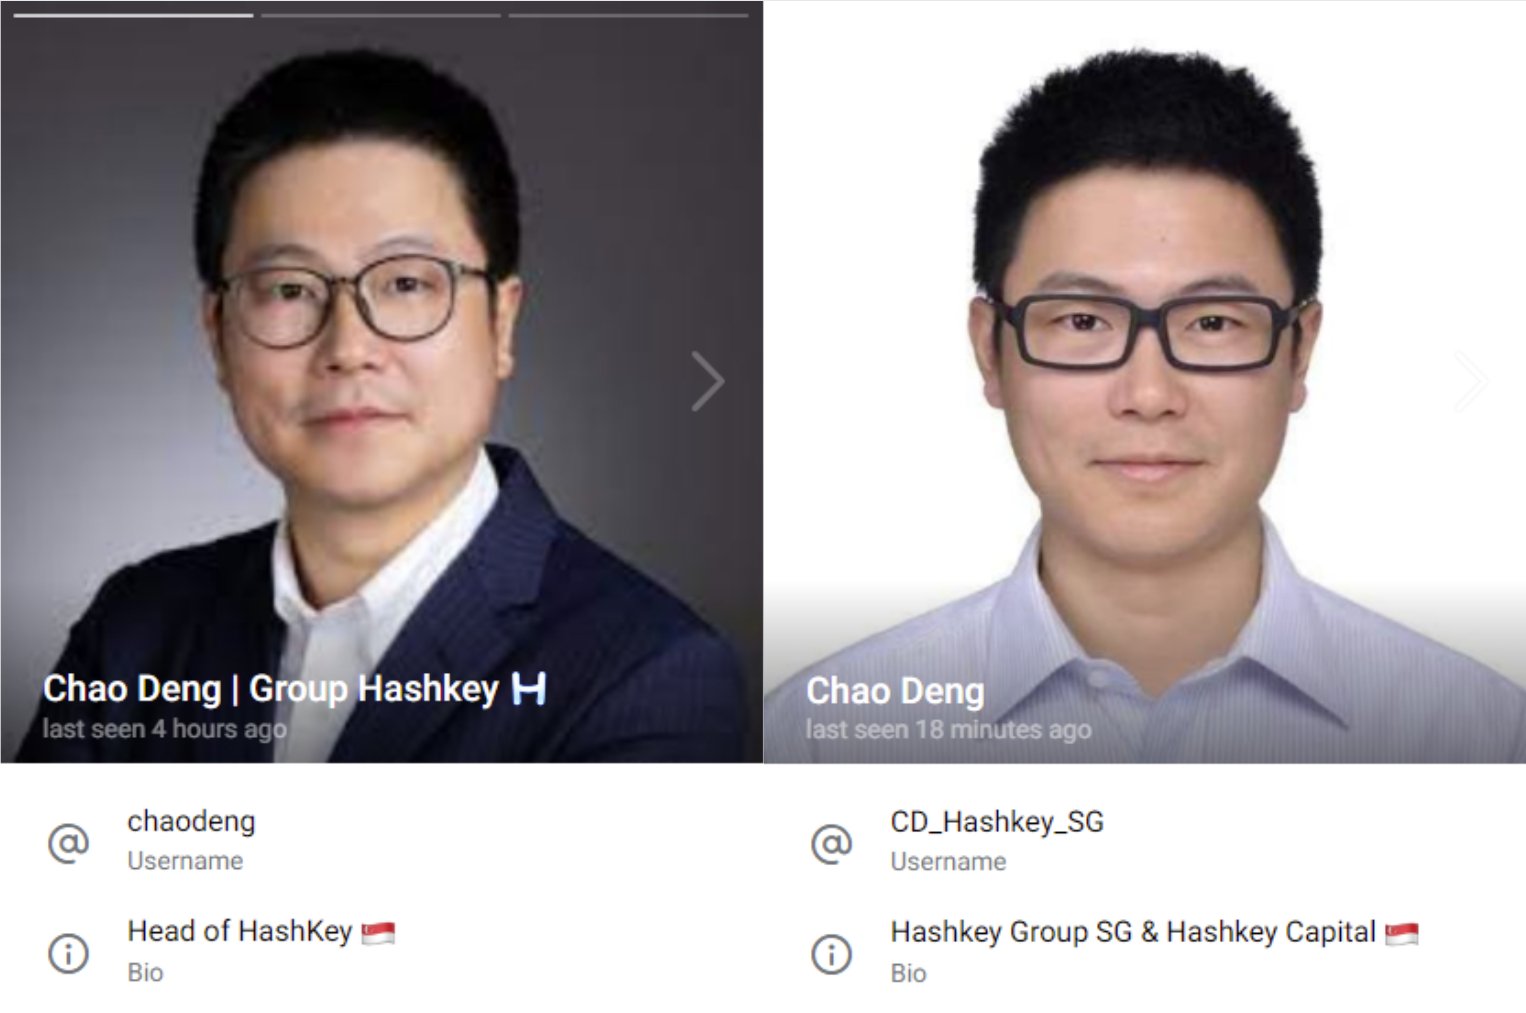 Chao Deng | Group Hashkey
last seen 4 hours ago
@
chaodeng
Username
Head of HashKey 🇸🇬
Bio
Chao Deng
last seen 18 minutes ago
@
CD_Hashkey_SG
Username
Hashkey Group SG & Hashkey Capital 🇸🇬
Bio